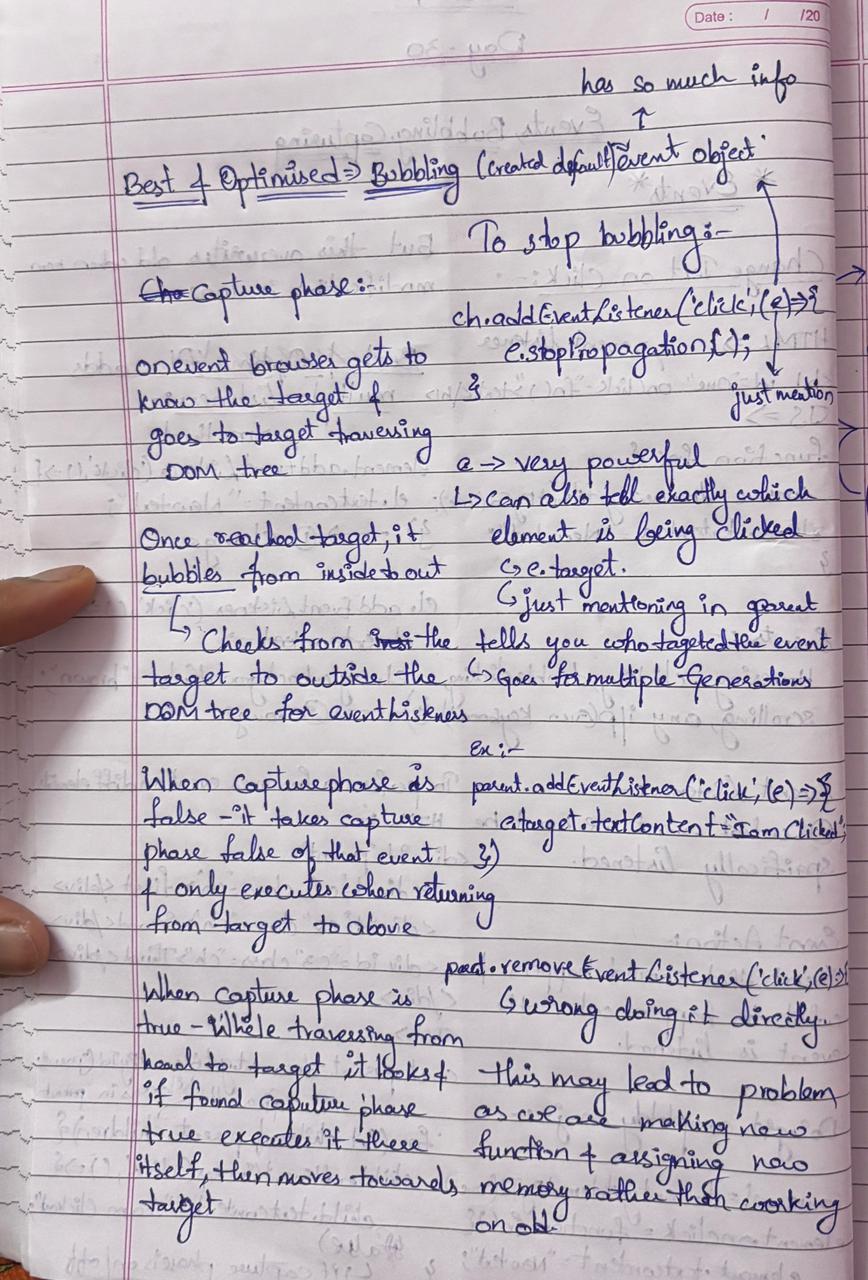 Date : / /20
has so much info
↑
Best & Optimised ⇒ Bubbling (created default) event object
Capture phase :-
on event browser gets to
know the target &
goes to target traversing
DOM tree
Once reached target, it
bubbles from inside to out
↳ Checks from the
target to outside the
DOM tree for eventliskners
When capture phase is
false - it takes capture
phase false of that event
& only executes when returning
from target to above
When capture phase is
true - While traversing from
head to target it looks &
if found caputure phase
true executes it there
itself, then moves towards
target
To stop bubbling :-
ch.addEventListener('click',(e)=>{
e.stopPropagation();
}
just mention
e → very powerful
↳ can also tell exactly which
element is being clicked
↳ e.target.
↳ just mentioning in parent
tells you who tageted the event
↳ Goes for multiple Generations
Ex :-
parent.addEventListener('click',(e)=>{
e.target.textContent = "I am Clicked";
})
.removeEventListener('click',(e)=>{
↳ wrong doing it directly.
this may lead to problem
as we are making new
function & assigning new
memory rather than working
on old.